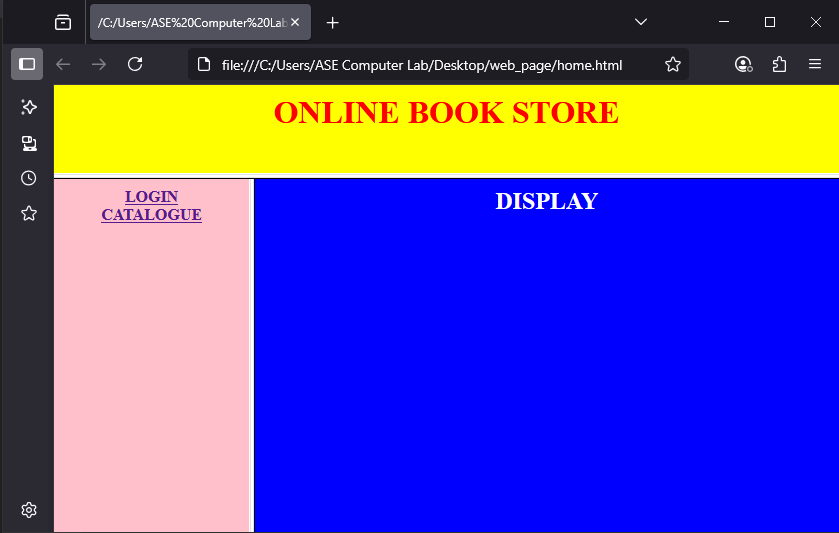 /C:/Users/ASE%20Computer%20Lab
file:///C:/Users/ASE Computer Lab/Desktop/web_page/home.html
ONLINE BOOK STORE
LOGIN
CATALOGUE
DISPLAY